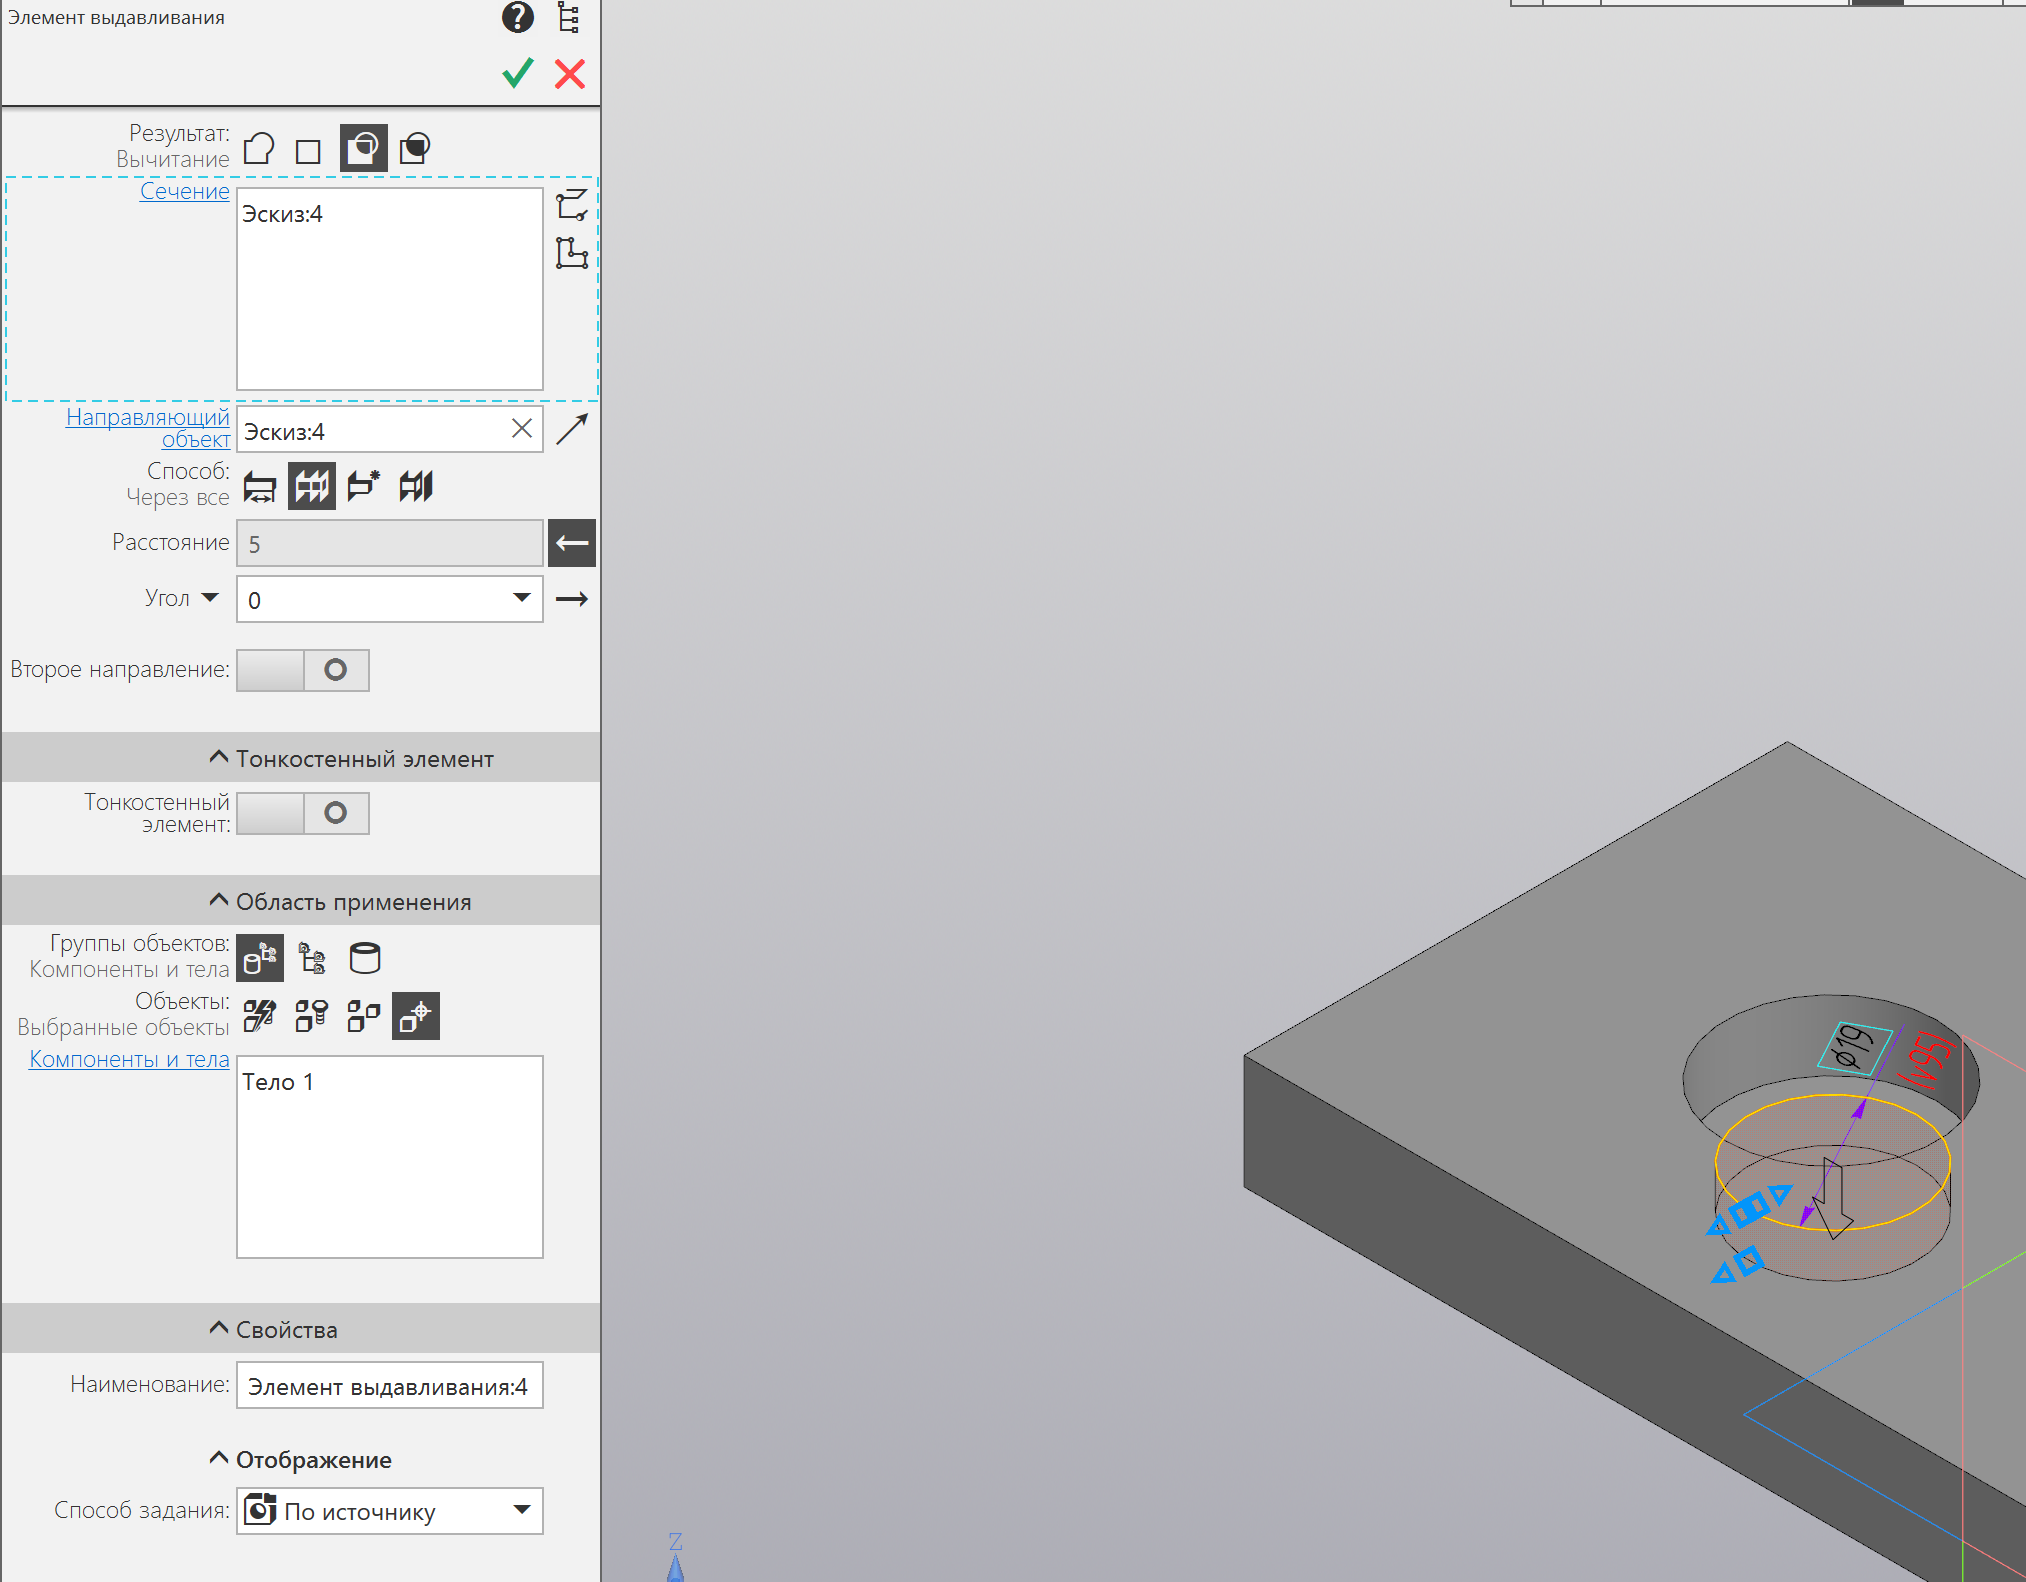 Элемент выдавливания
Результат:
Вычитание
Сечение
Эскиз:4
Направляющий
объект
Эскиз:4
Способ:
Через все
Расстояние
5
Угол
0
Второе направление:
Тонкостенный элемент
Тонкостенный
элемент:
Область применения
Группы объектов:
Компоненты и тела
Объекты:
Выбранные объекты
Компоненты и тела
Тело 1
Свойства
Наименование:
Элемент выдавливания:4
Отображение
Способ задания:
По источнику
ϕ19
(v95)
Z